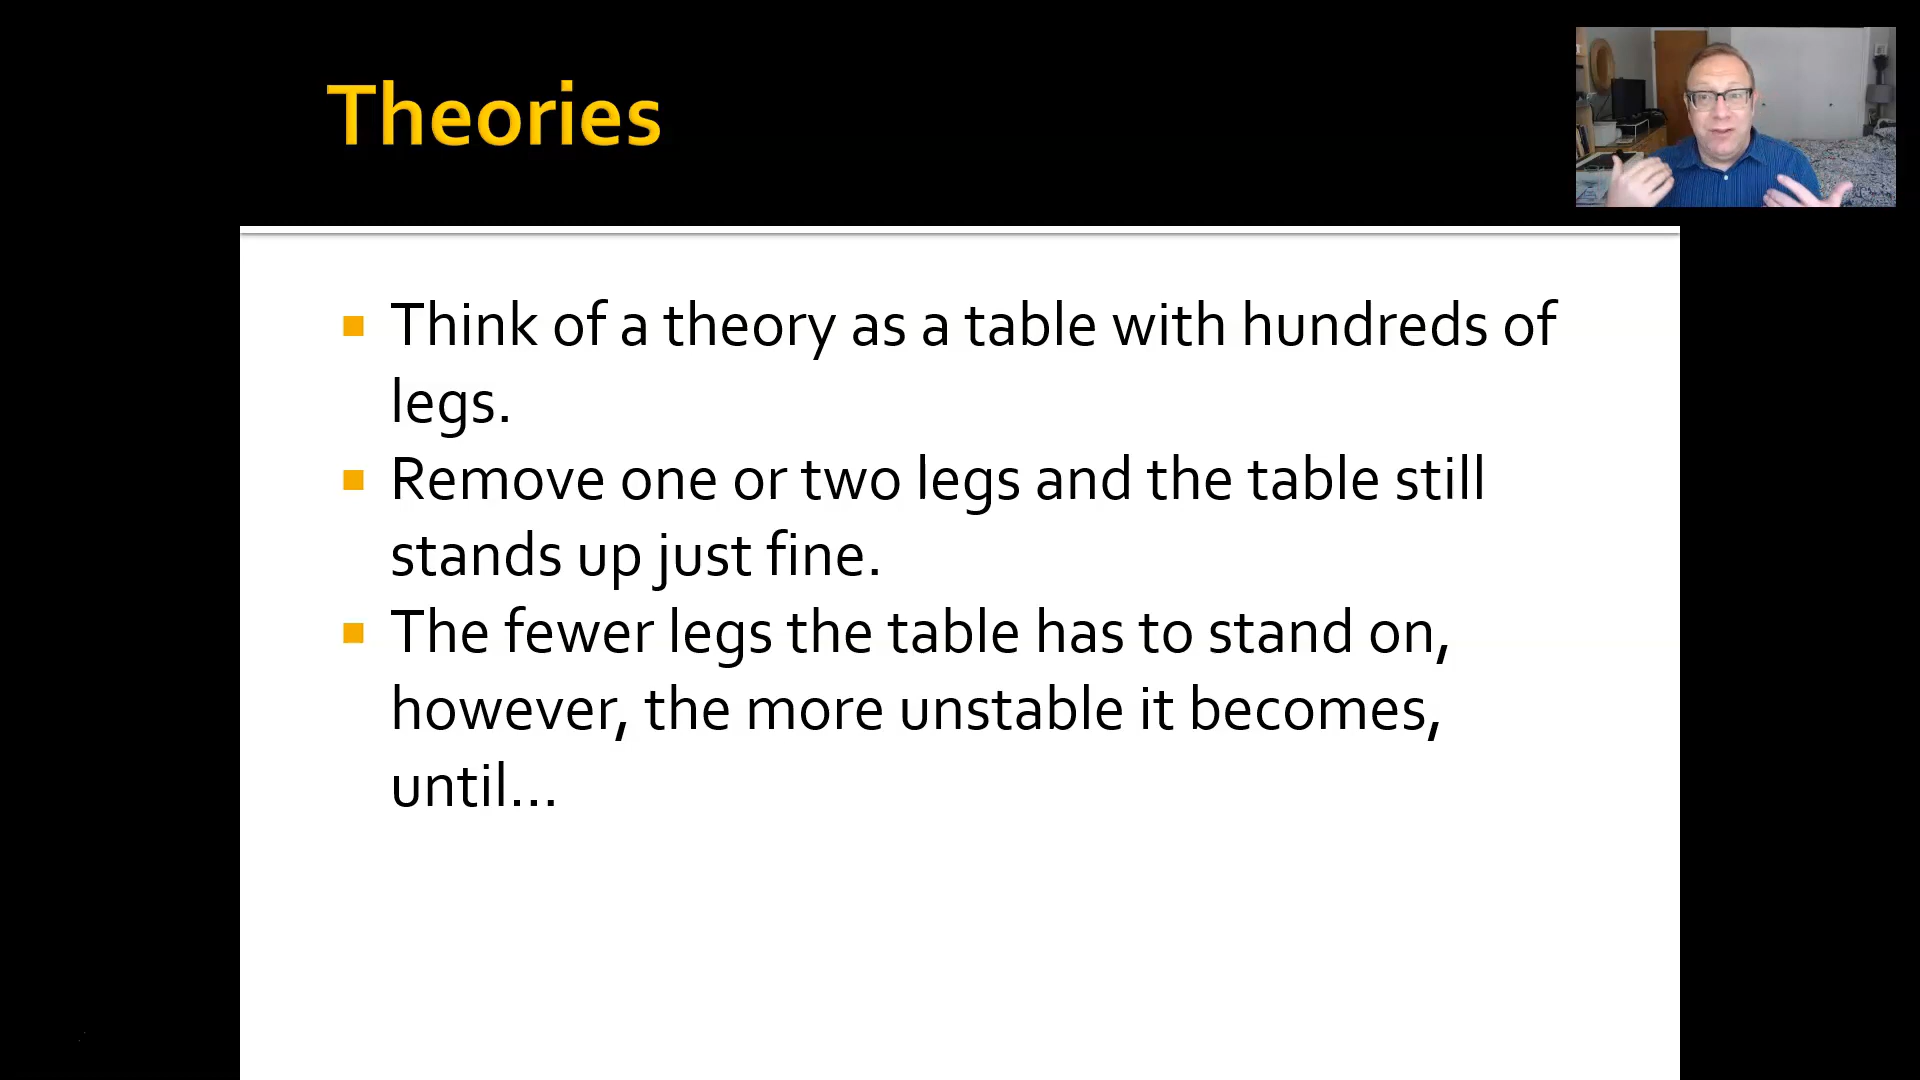 Theories
Think of a theory as a table with hundreds of
legs.
Remove one or two legs and the table still
stands up just fine.
The fewer legs the table has to stand on,
however, the more unstable it becomes,
until...